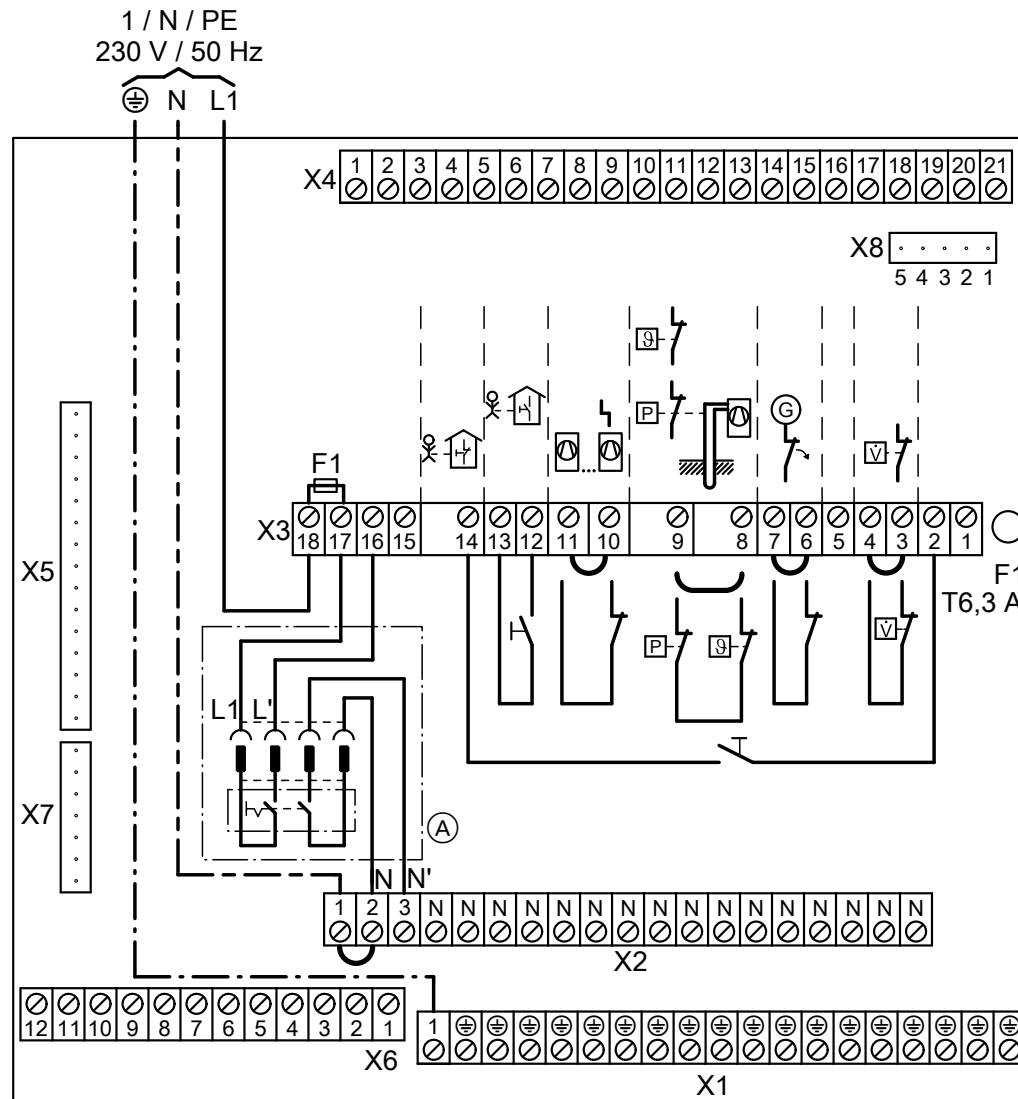 1 / N / PE
230 V / 50 Hz
N L1
X4 1 2 3 4 5 6 7 8 9 10 11 12 13 14 15 16 17 18 19 20 21
X8
5 4 3 2 1
ϑ
P
G
V̇
F1
X3 18 17 16 15 14 13 12 11 10 9 8 7 6 5 4 3 2 1
F1
T6,3 A
X5
P ϑ V̇
L1 L'
X7
A
N N'
1 2 3 N N N N N N N N N N N N N N N N
X2
12 11 10 9 8 7 6 5 4 3 2 1
X6
1
X1